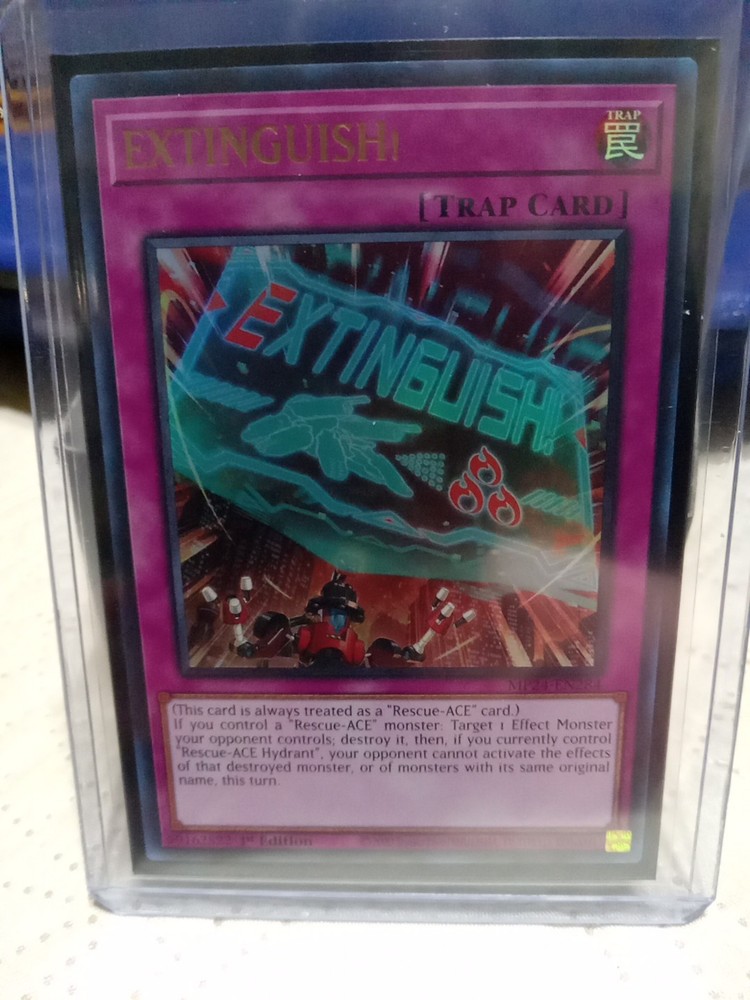 EXTINGUISH!
TRAP
罠
[TRAP CARD]
EXTINGUISH!
(This card is always treated as a "Rescue-ACE" card.)
If you control a "Rescue-ACE" monster: Target 1 Effect Monster
your opponent controls; destroy it, then, if you currently control
"Rescue-ACE Hydrant", your opponent cannot activate the effects
of that destroyed monster, or of monsters with its same original
name, this turn.
1st Edition